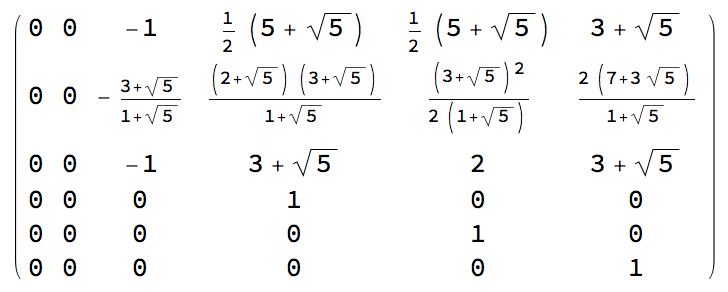 0 0 -1 1/2 (5 + √5) 1/2 (5 + √5) 3 + √5
0 0 - (3+√5)/(1+√5) ((2+√5) (3+√5))/(1+√5) (3+√5)²/(2 (1+√5)) (2 (7+3 √5))/(1+√5)
0 0 -1 3 + √5 2 3 + √5
0 0 0 1 0 0
0 0 0 0 1 0
0 0 0 0 0 1